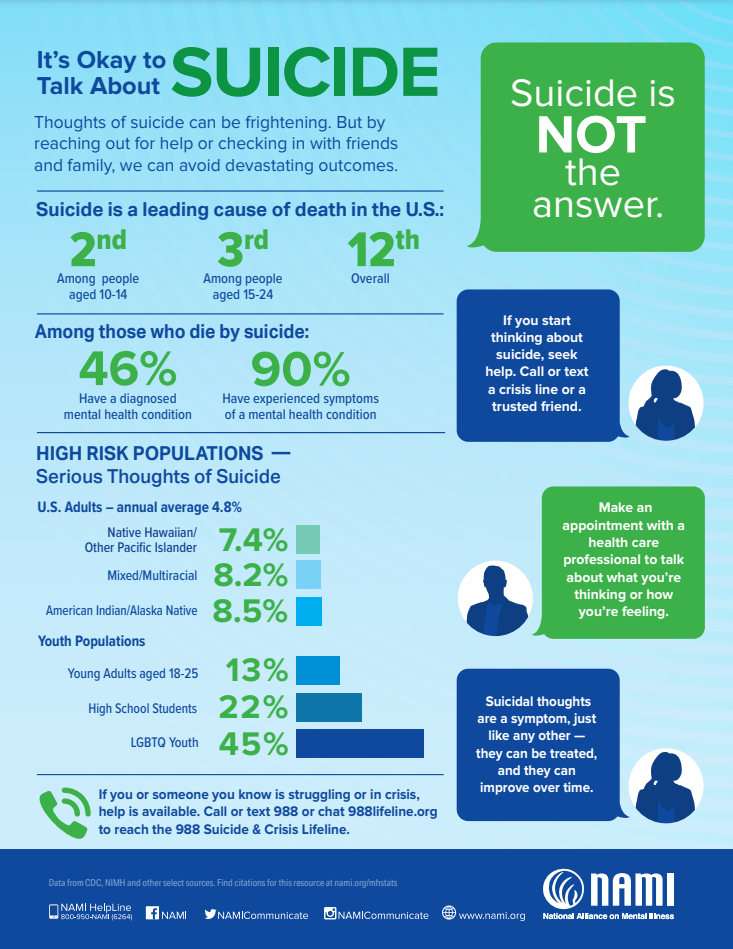 It's Okay to
Talk About SUICIDE
Thoughts of suicide can be frightening. But by
reaching out for help or checking in with friends
and family, we can avoid devastating outcomes.
Suicide is a leading cause of death in the U.S.:
2nd 3rd 12th
Among people
aged 10-14
Among people
aged 15-24
Overall
Among those who die by suicide:
46% 90%
Have a diagnosed
mental health condition
Have experienced symptoms
of a mental health condition
HIGH RISK POPULATIONS —
Serious Thoughts of Suicide
U.S. Adults – annual average 4.8%
Native Hawaiian/
Other Pacific Islander 7.4%
Mixed/Multiracial 8.2%
American Indian/Alaska Native 8.5%
Youth Populations
Young Adults aged 18-25 13%
High School Students 22%
LGBTQ Youth 45%
If you or someone you know is struggling or in crisis,
help is available. Call or text 988 or chat 988lifeline.org
to reach the 988 Suicide & Crisis Lifeline.
Suicide is
NOT
the
answer.
If you start
thinking about
suicide, seek
help. Call or text
a crisis line or a
trusted friend.
Make an
appointment with a
health care
professional to talk
about what you're
thinking or how
you're feeling.
Suicidal thoughts
are a symptom, just
like any other —
they can be treated,
and they can
improve over time.
Data from CDC, NIMH and other select sources. Find citations for this resource at nami.org/mhstats
NAMI HelpLine
800-950-NAMI (6264)
NAMI
NAMICommunicate
NAMICommunicate
www.nami.org
nami
National Alliance on Mental Illness